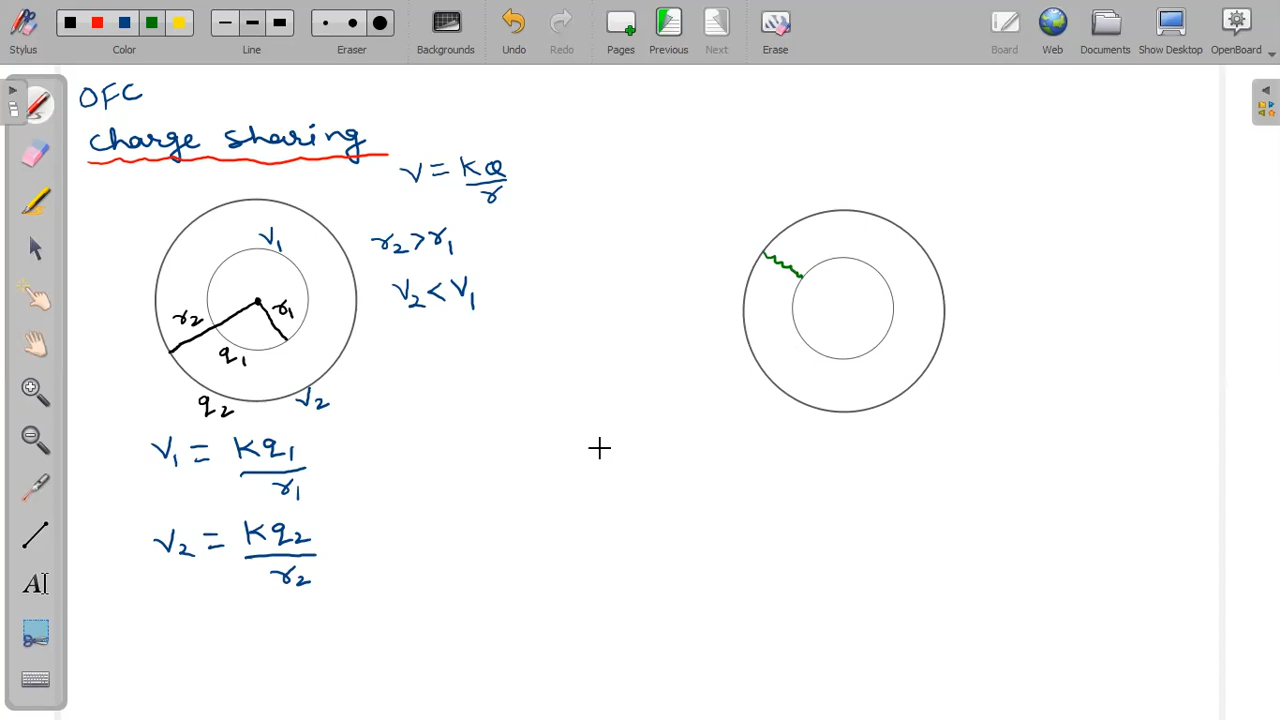 Stylus
Color
Line
Eraser
Backgrounds
Undo
Redo
Pages
Previous
Next
Erase
Board
Web
Documents
Show Desktop
OpenBoard
OFC
charge sharing
V = KQ/r
r₂ > r₁
V₂ < V₁
V₁
r₂
r₁
q₁
q₂
V₂
V₁ = Kq₁/r₁
V₂ = Kq₂/r₂